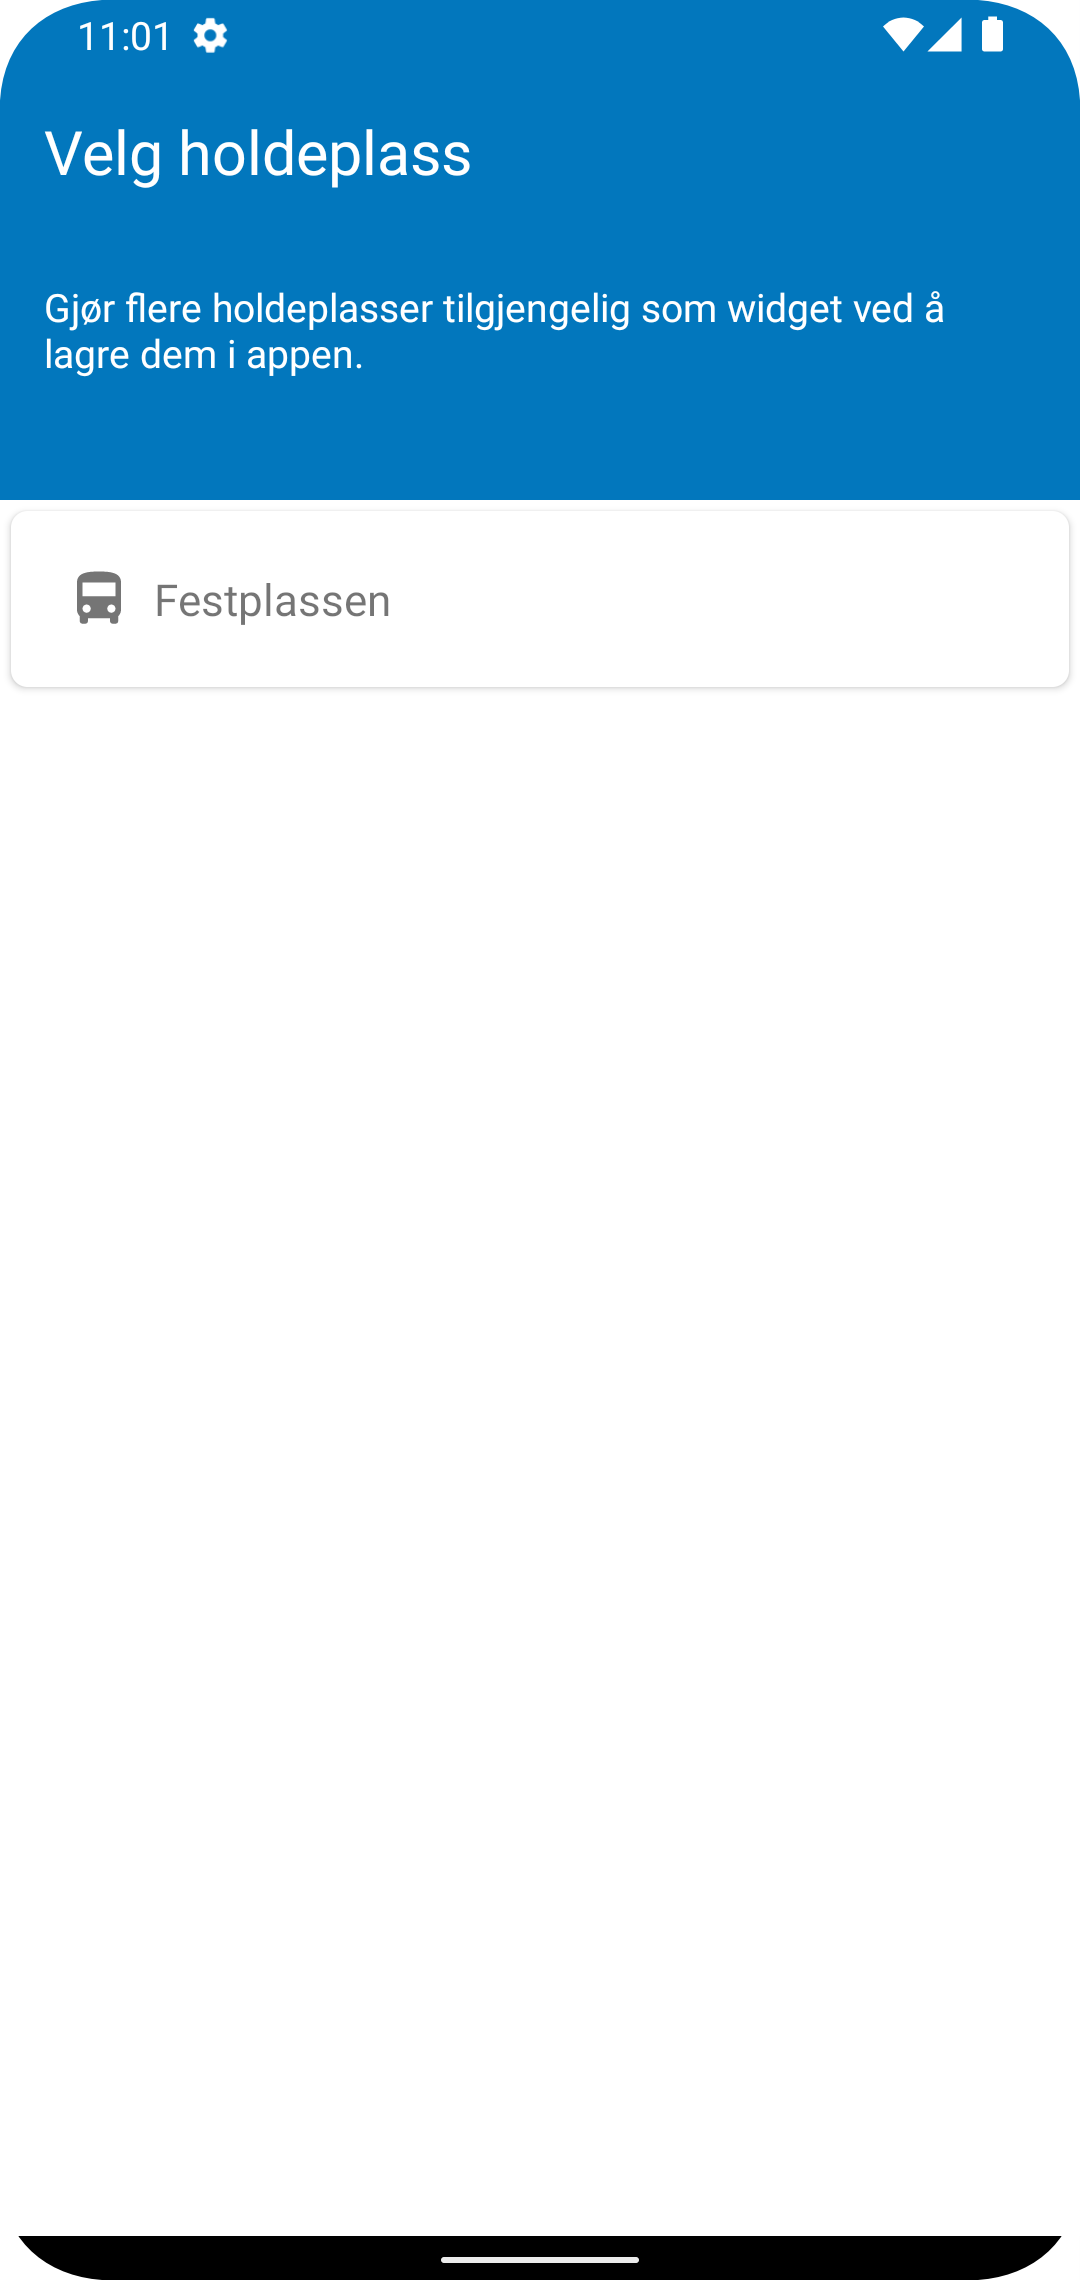 11:01
Velg holdeplass
Gjør flere holdeplasser tilgjengelig som widget ved å
lagre dem i appen.
Festplassen